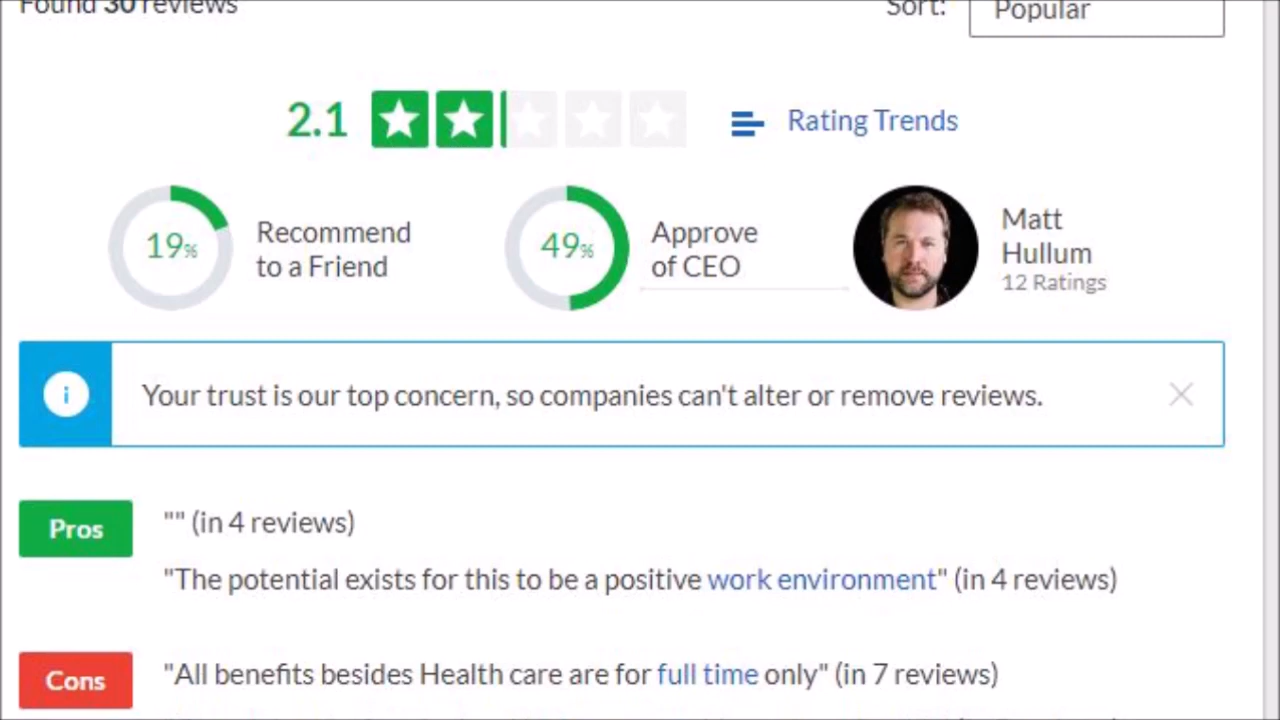 Found 30 reviews
Sort:
Popular
2.1
Rating Trends
19%
Recommend
to a Friend
49%
Approve
of CEO
Matt
Hullum
12 Ratings
Your trust is our top concern, so companies can't alter or remove reviews.
Pros
"" (in 4 reviews)
"The potential exists for this to be a positive work environment" (in 4 reviews)
Cons
"All benefits besides Health care are for full time only" (in 7 reviews)